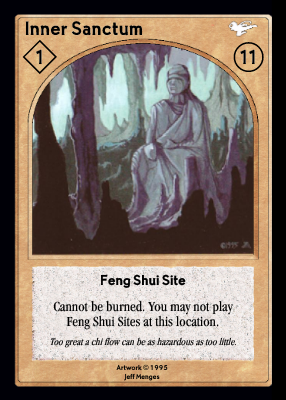 Inner Sanctum
1
11
©1995
Feng Shui Site
Cannot be burned. You may not play
Feng Shui Sites at this location.
Too great a chi flow can be as hazardous as too little.
Artwork © 1995
Jeff Menges